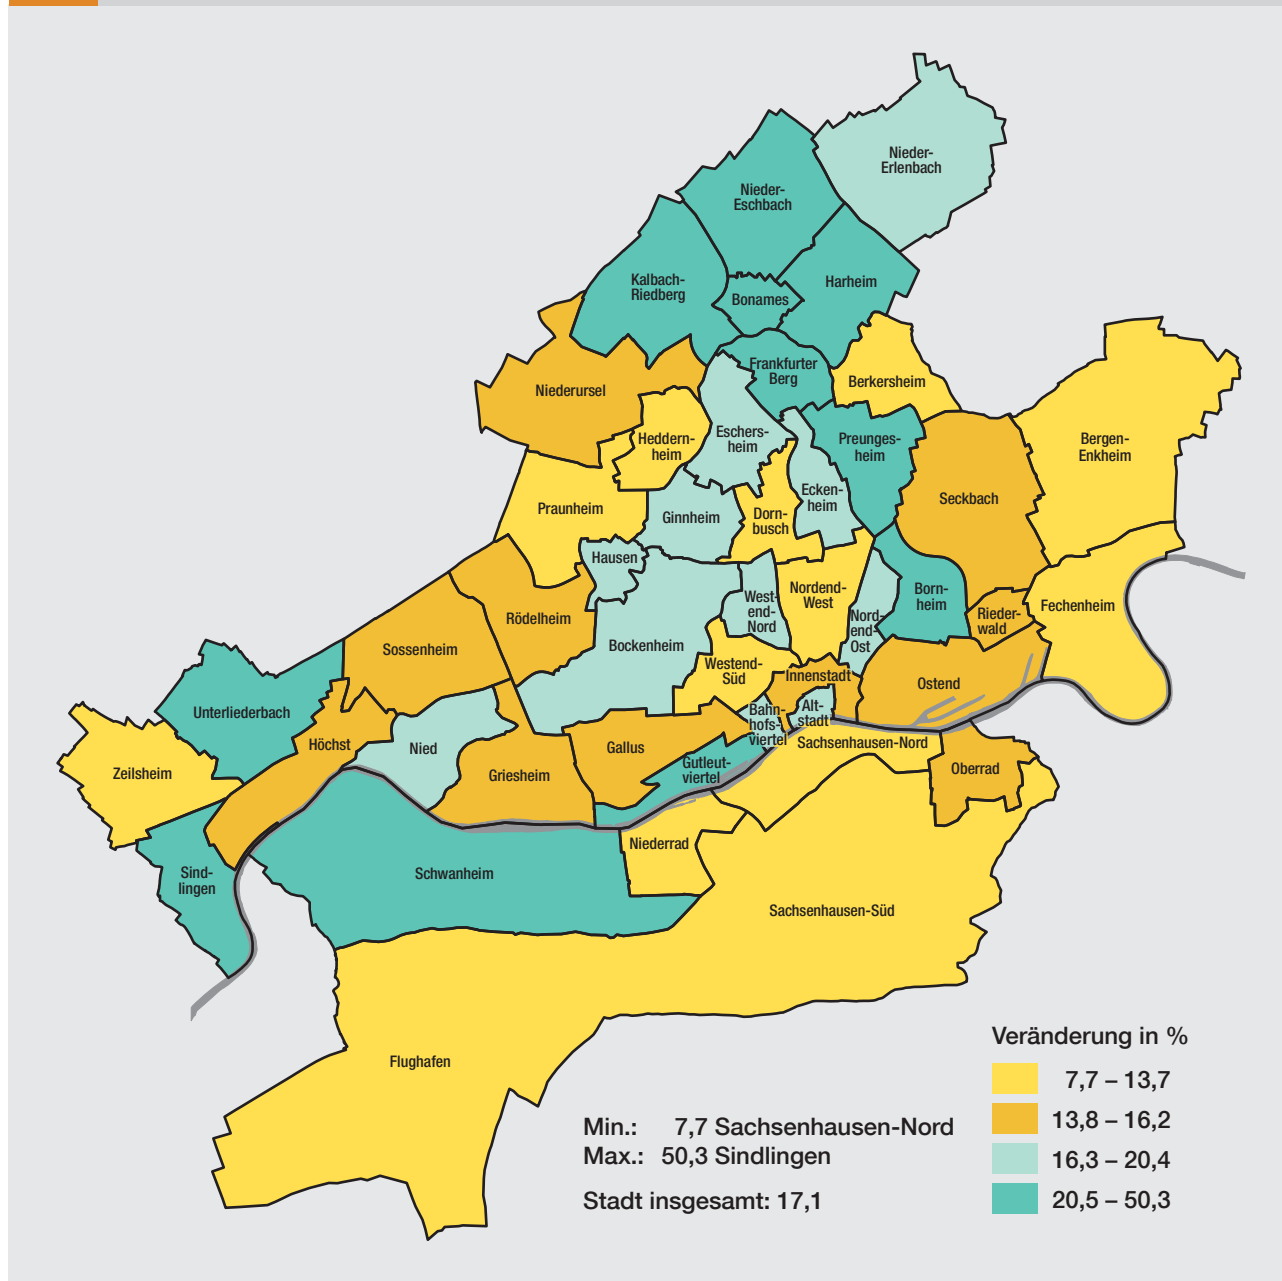 Nieder-
Erlenbach
Nieder-
Eschbach
Kalbach-
Riedberg
Harheim
Bonames
Frankfurter
Berg
Berkersheim
Niederursel
Heddern-
heim
Eschers-
heim
Preunges-
heim
Bergen-
Enkheim
Seckbach
Praunheim
Ginnheim
Dorn-
busch
Ecken-
heim
Hausen
Nordend-
West
West-
end-
Nord
Nord-
end-
Ost
Born-
heim
Rieder-
wald
Fechenheim
Rödelheim
Sossenheim
Bockenheim
Westend-
Süd
Innenstadt
Ostend
Unterliederbach
Höchst
Nied
Gallus
Bahn-
hofs-
viertel
Alt-
stadt
Sachsenhausen-Nord
Zeilsheim
Griesheim
Gutleut-
viertel
Oberrad
Sind-
lingen
Schwanheim
Niederrad
Sachsenhausen-Süd
Flughafen
Veränderung in %
7,7 – 13,7
13,8 – 16,2
16,3 – 20,4
20,5 – 50,3
Min.: 7,7 Sachsenhausen-Nord
Max.: 50,3 Sindlingen
Stadt insgesamt: 17,1